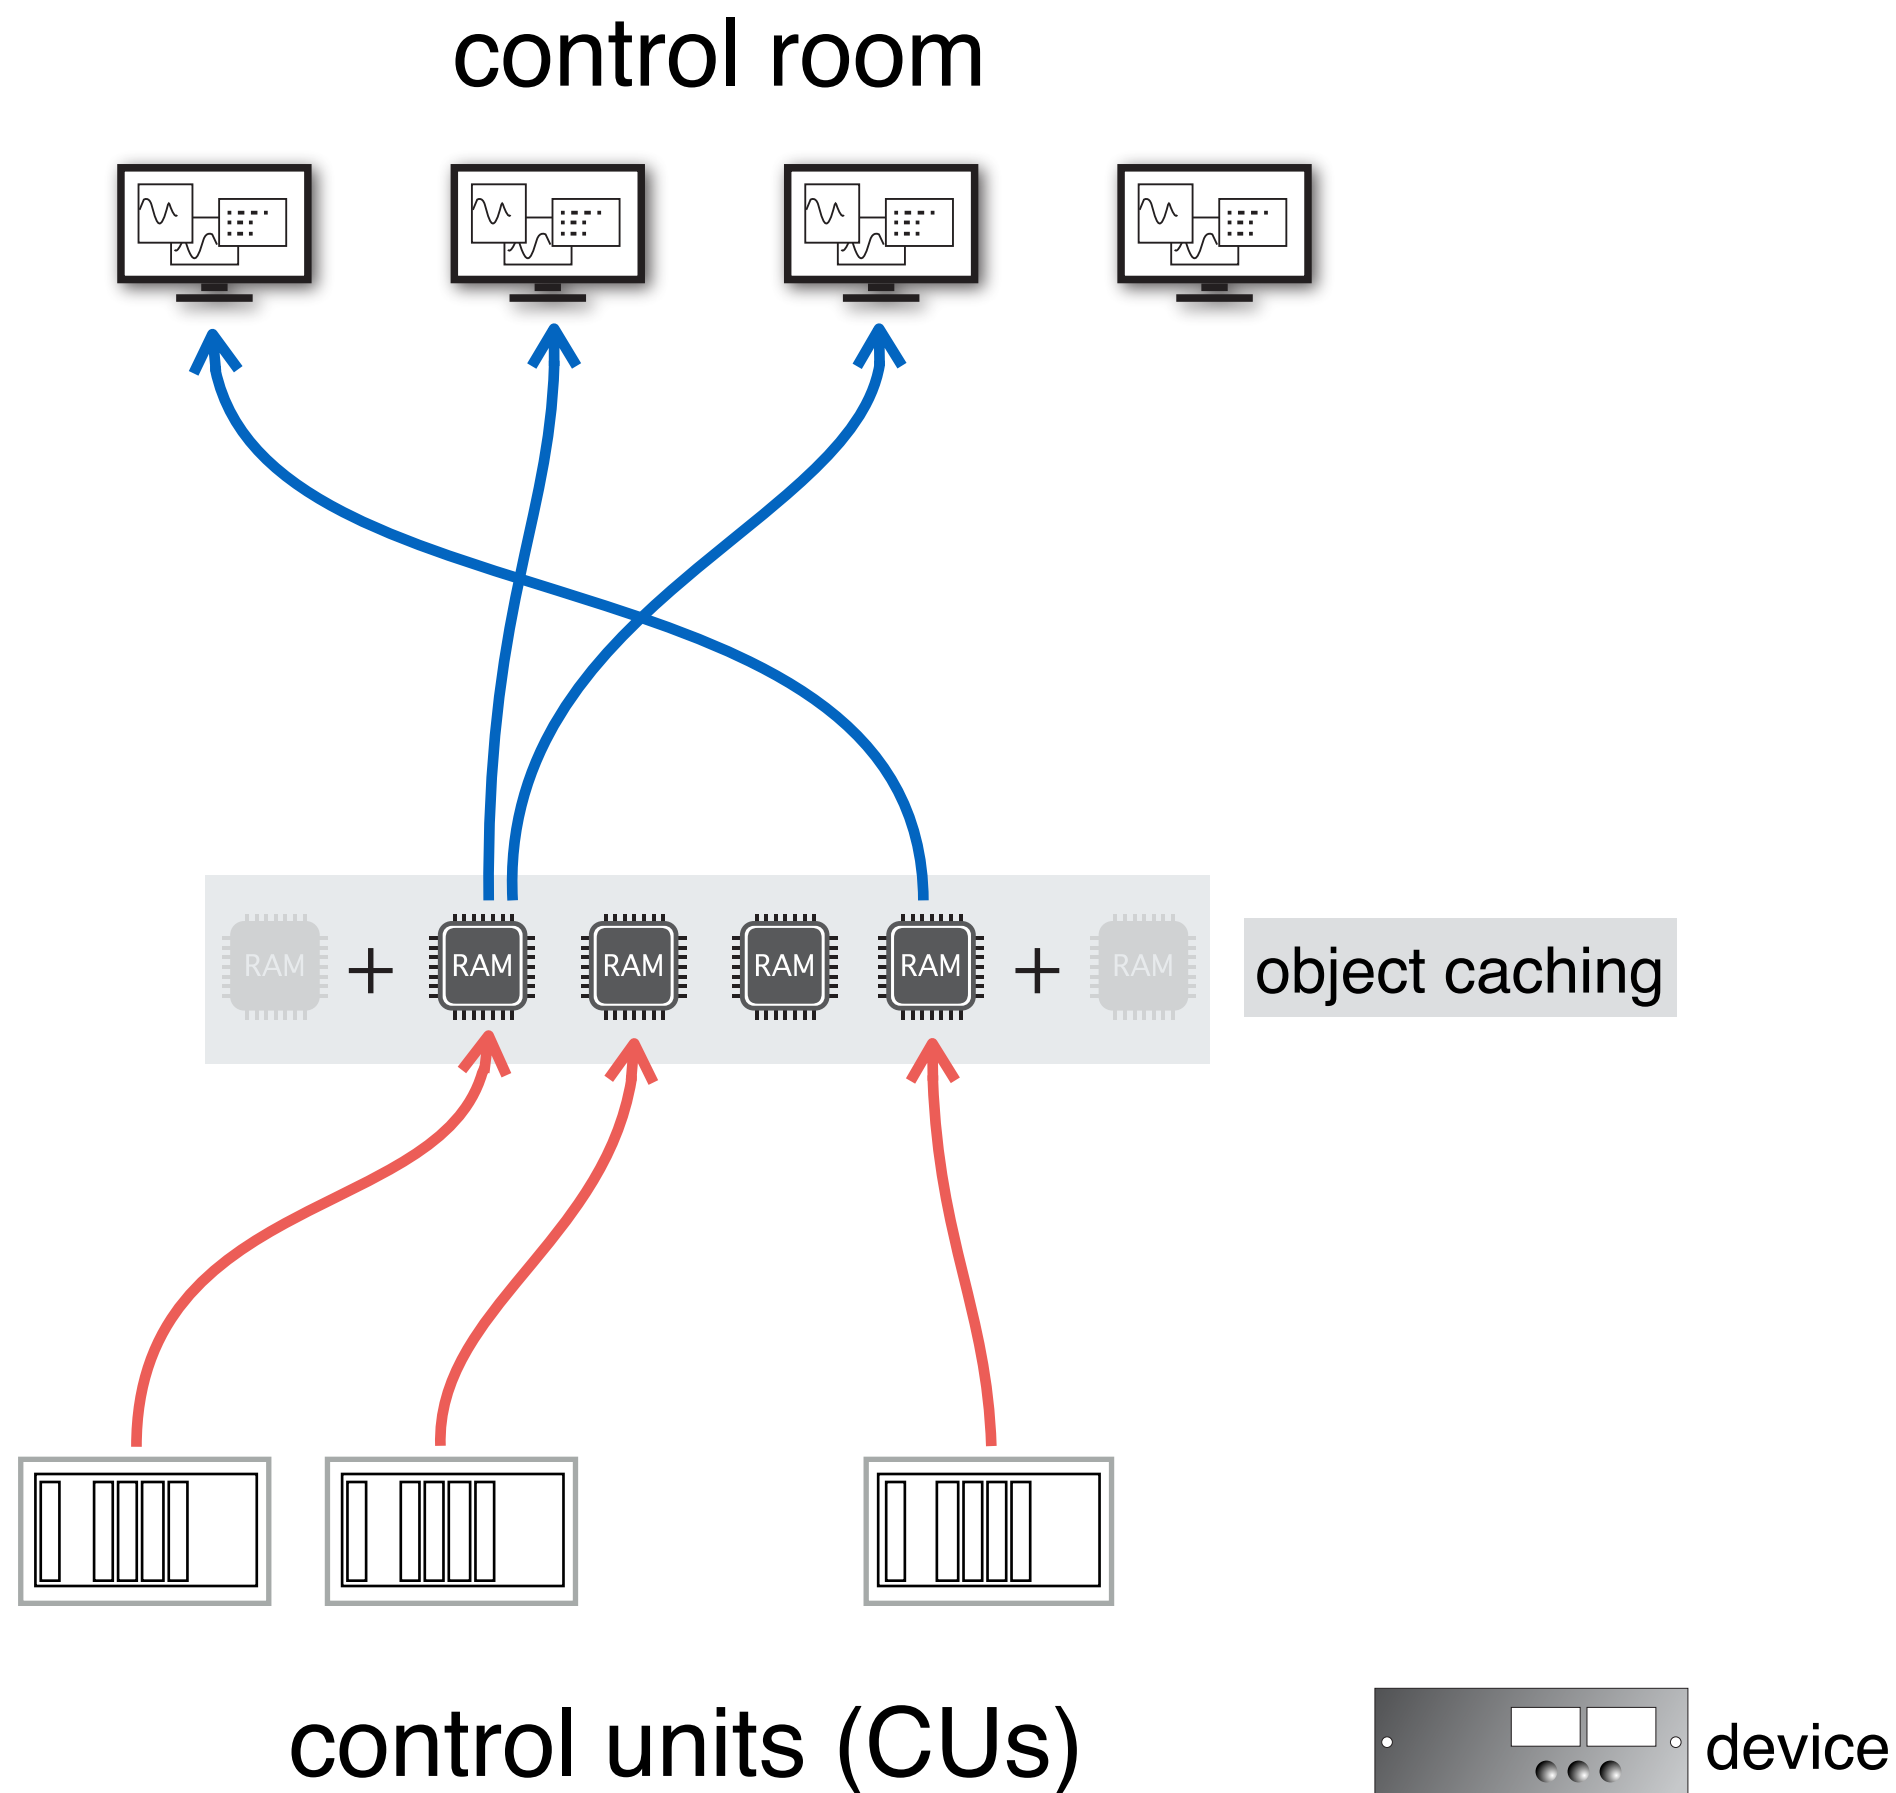 control room
RAM + RAM RAM RAM RAM + RAM
object caching
control units (CUs)
device